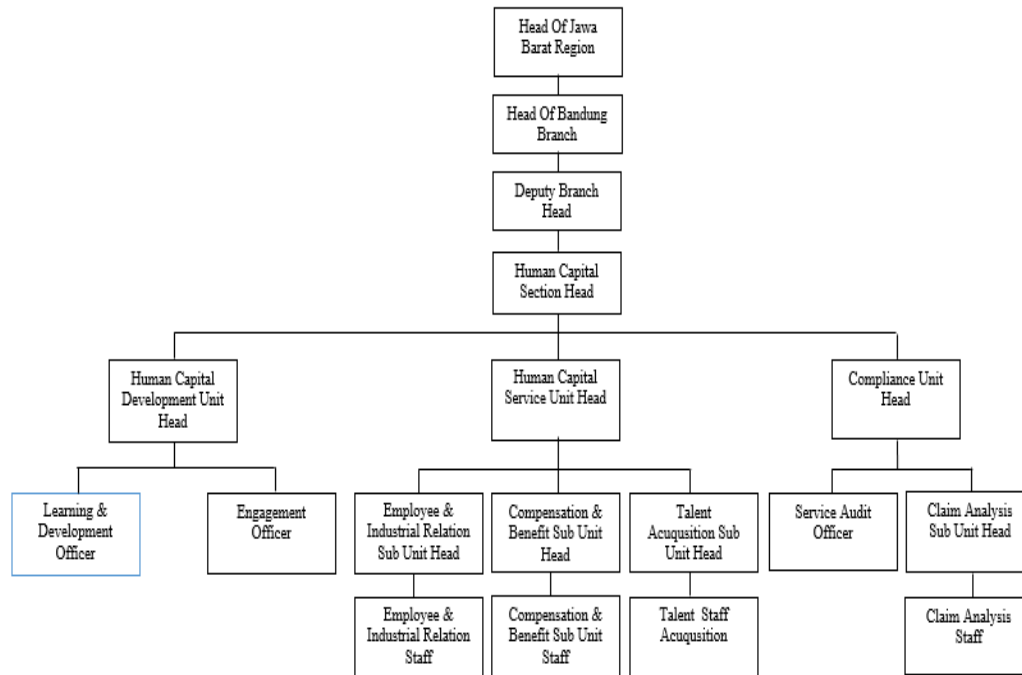 Head Of Jawa
Barat Region
Head Of Bandung
Branch
Deputy Branch
Head
Human Capital
Section Head
Human Capital
Development Unit
Head
Human Capital
Service Unit Head
Compliance Unit
Head
Learning &
Development
Officer
Engagement
Officer
Employee &
Industrial Relation
Sub Unit Head
Compensation &
Benefit Sub Unit
Head
Talent
Acuqusition Sub
Unit Head
Service Audit
Officer
Claim Analysis
Sub Unit Head
Employee &
Industrial Relation
Staff
Compensation &
Benefit Sub Unit
Staff
Talent Staff
Acuqusition
Claim Analysis
Staff